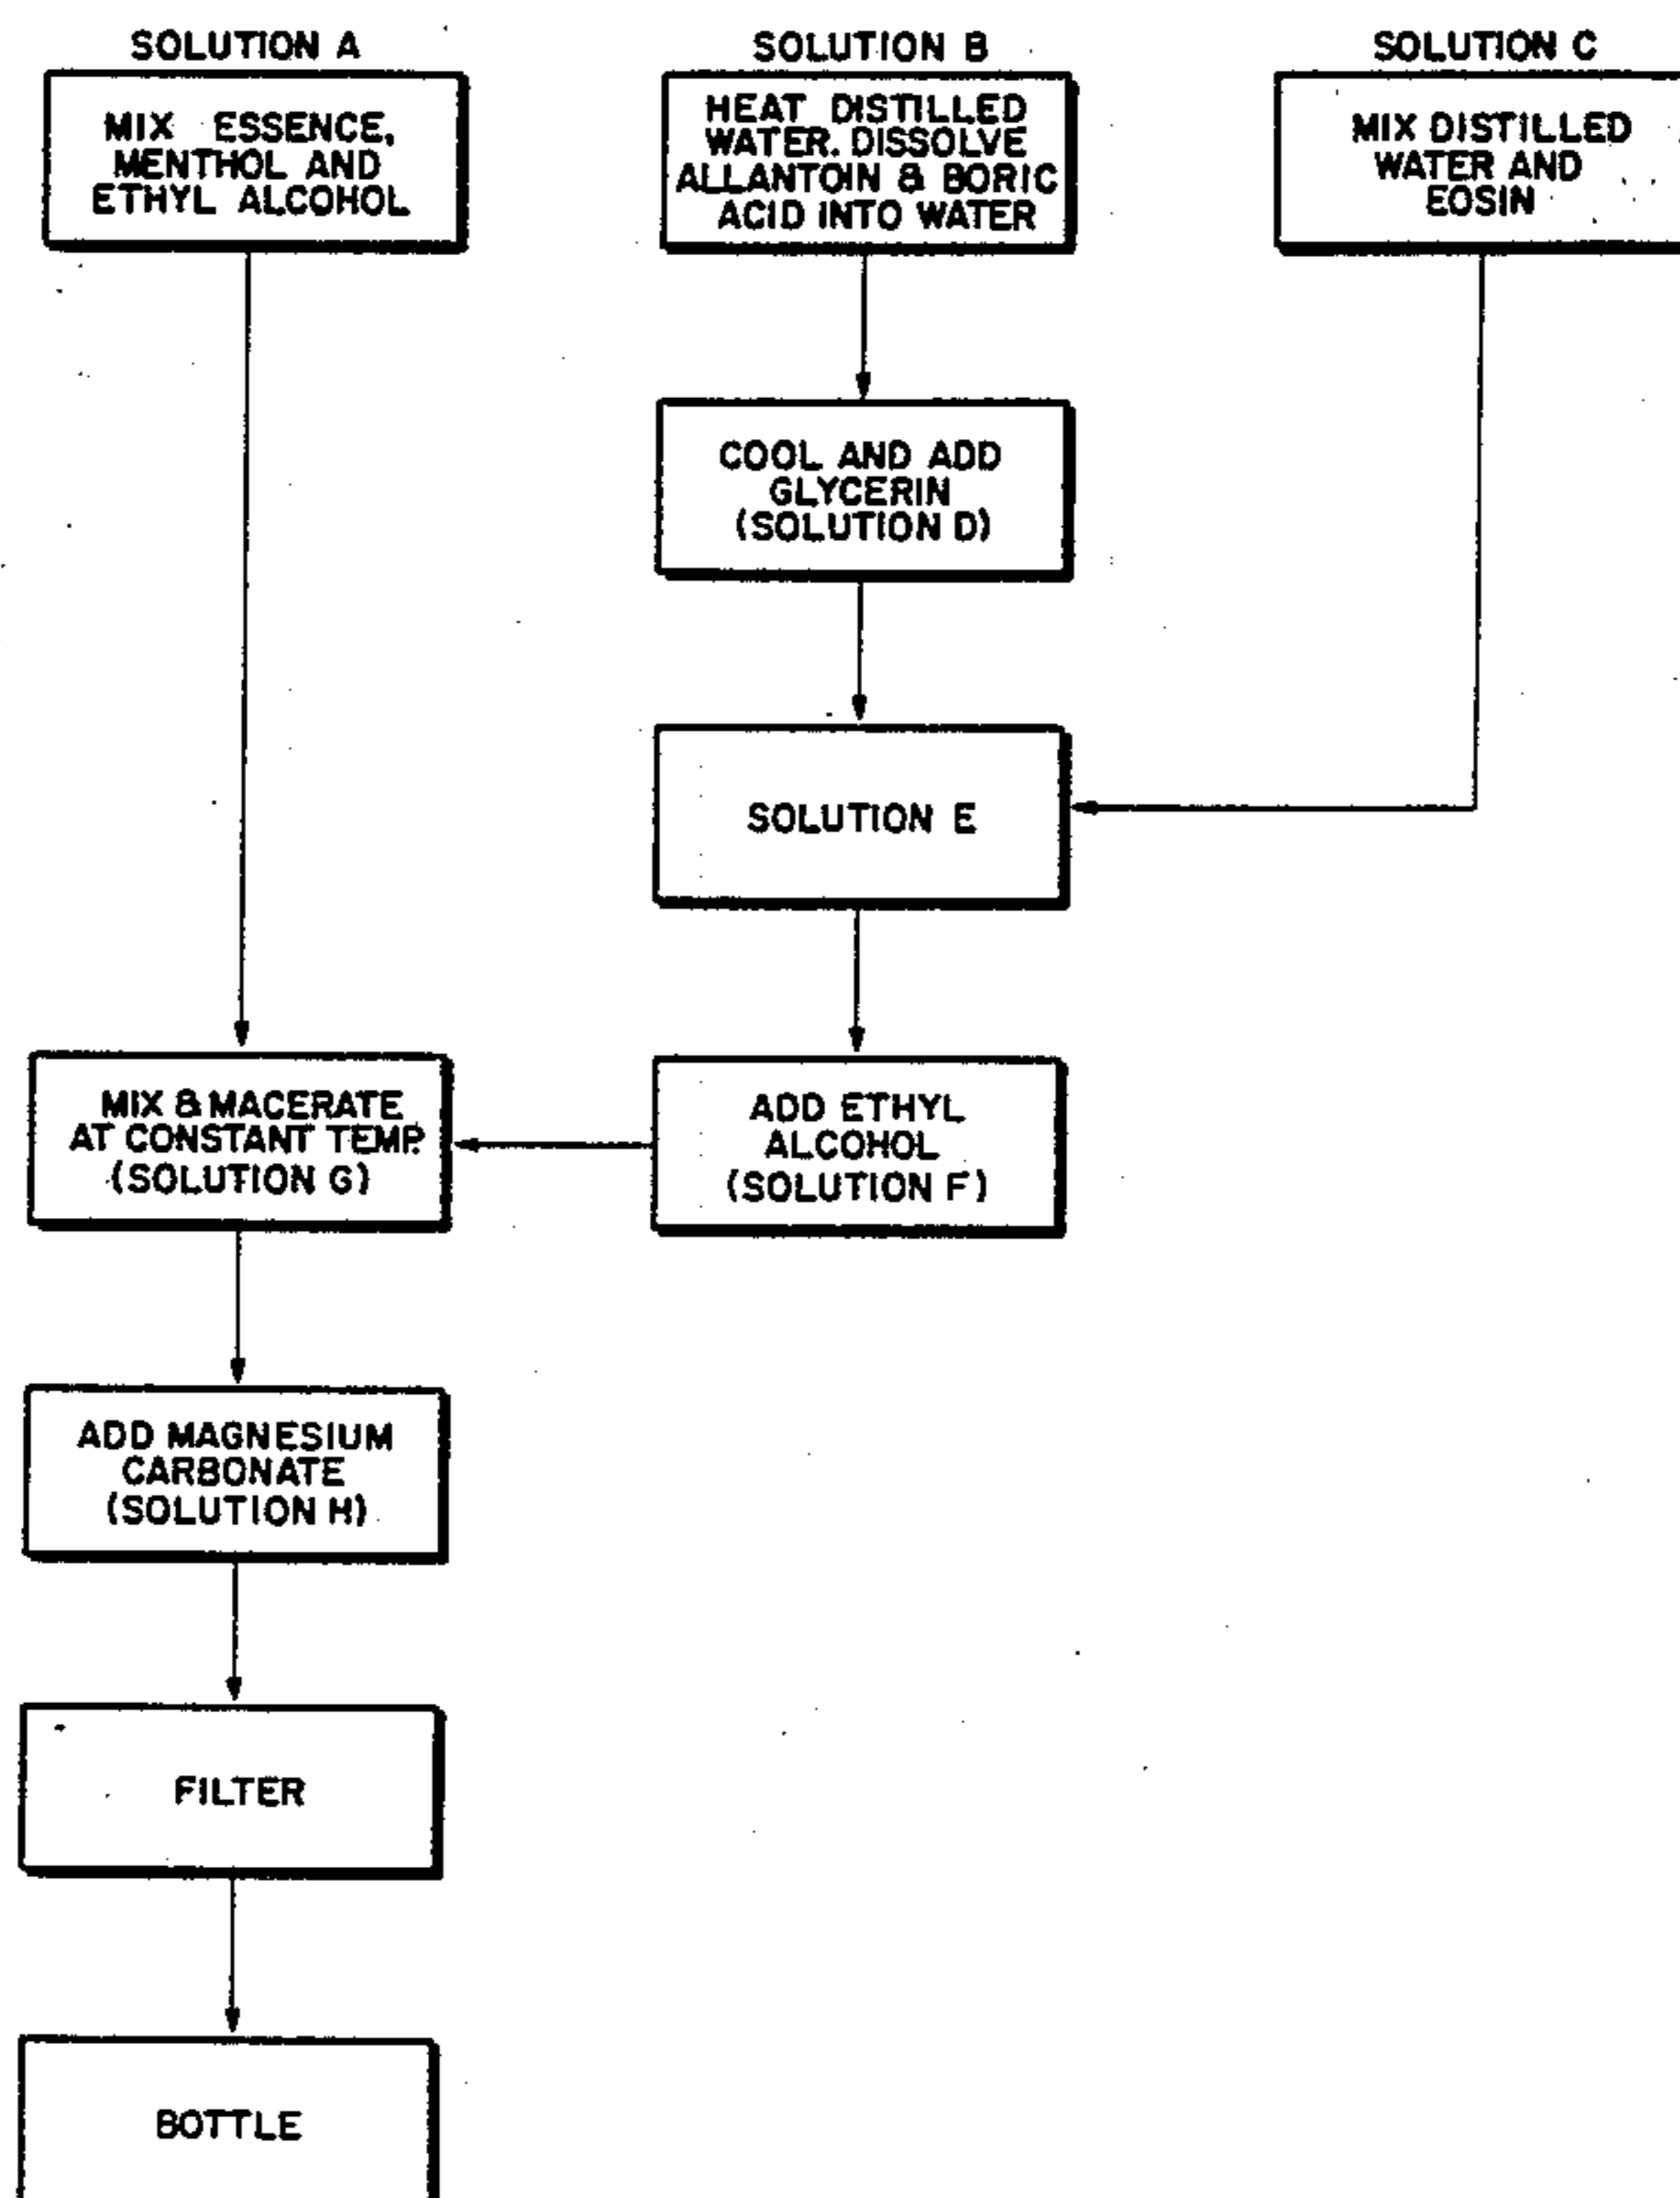 SOLUTION A
MIX ESSENCE,
MENTHOL AND
ETHYL ALCOHOL
SOLUTION B
HEAT DISTILLED
WATER. DISSOLVE
ALLANTOIN & BORIC
ACID INTO WATER
SOLUTION C
MIX DISTILLED
WATER AND
EOSIN
COOL AND ADD
GLYCERIN
(SOLUTION D)
SOLUTION E
MIX & MACERATE
AT CONSTANT TEMP.
(SOLUTION G)
ADD ETHYL
ALCOHOL
(SOLUTION F)
ADD MAGNESIUM
CARBONATE
(SOLUTION H)
FILTER
BOTTLE